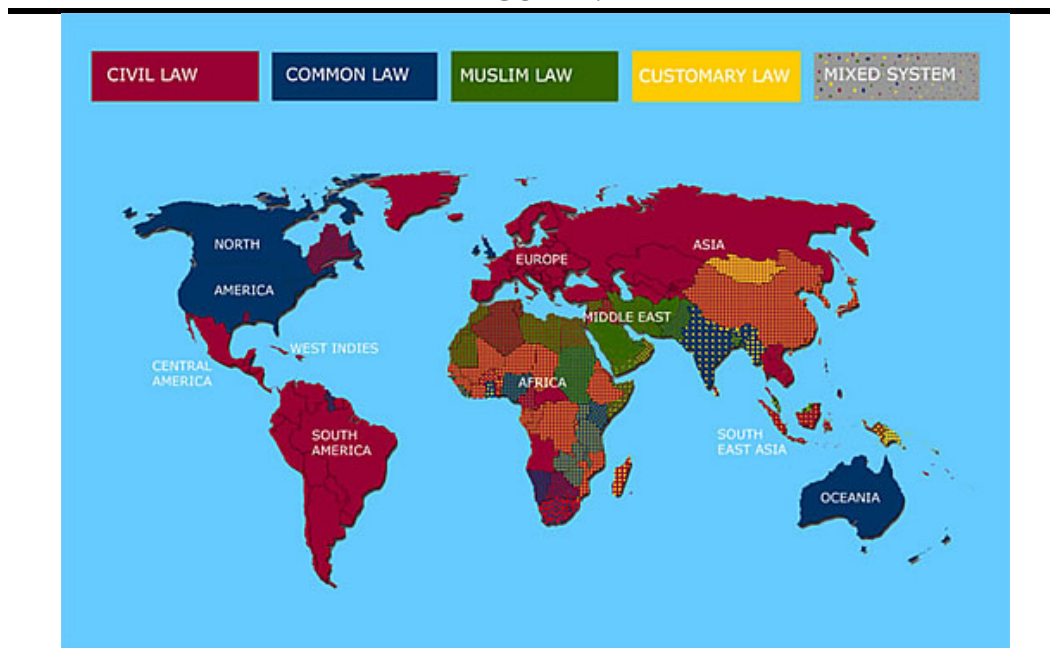 CIVIL LAW
COMMON LAW
MUSLIM LAW
CUSTOMARY LAW
MIXED SYSTEM
NORTH
AMERICA
EUROPE
ASIA
MIDDLE EAST
WEST INDIES
CENTRAL
AMERICA
AFRICA
SOUTH
AMERICA
SOUTH
EAST ASIA
OCEANIA